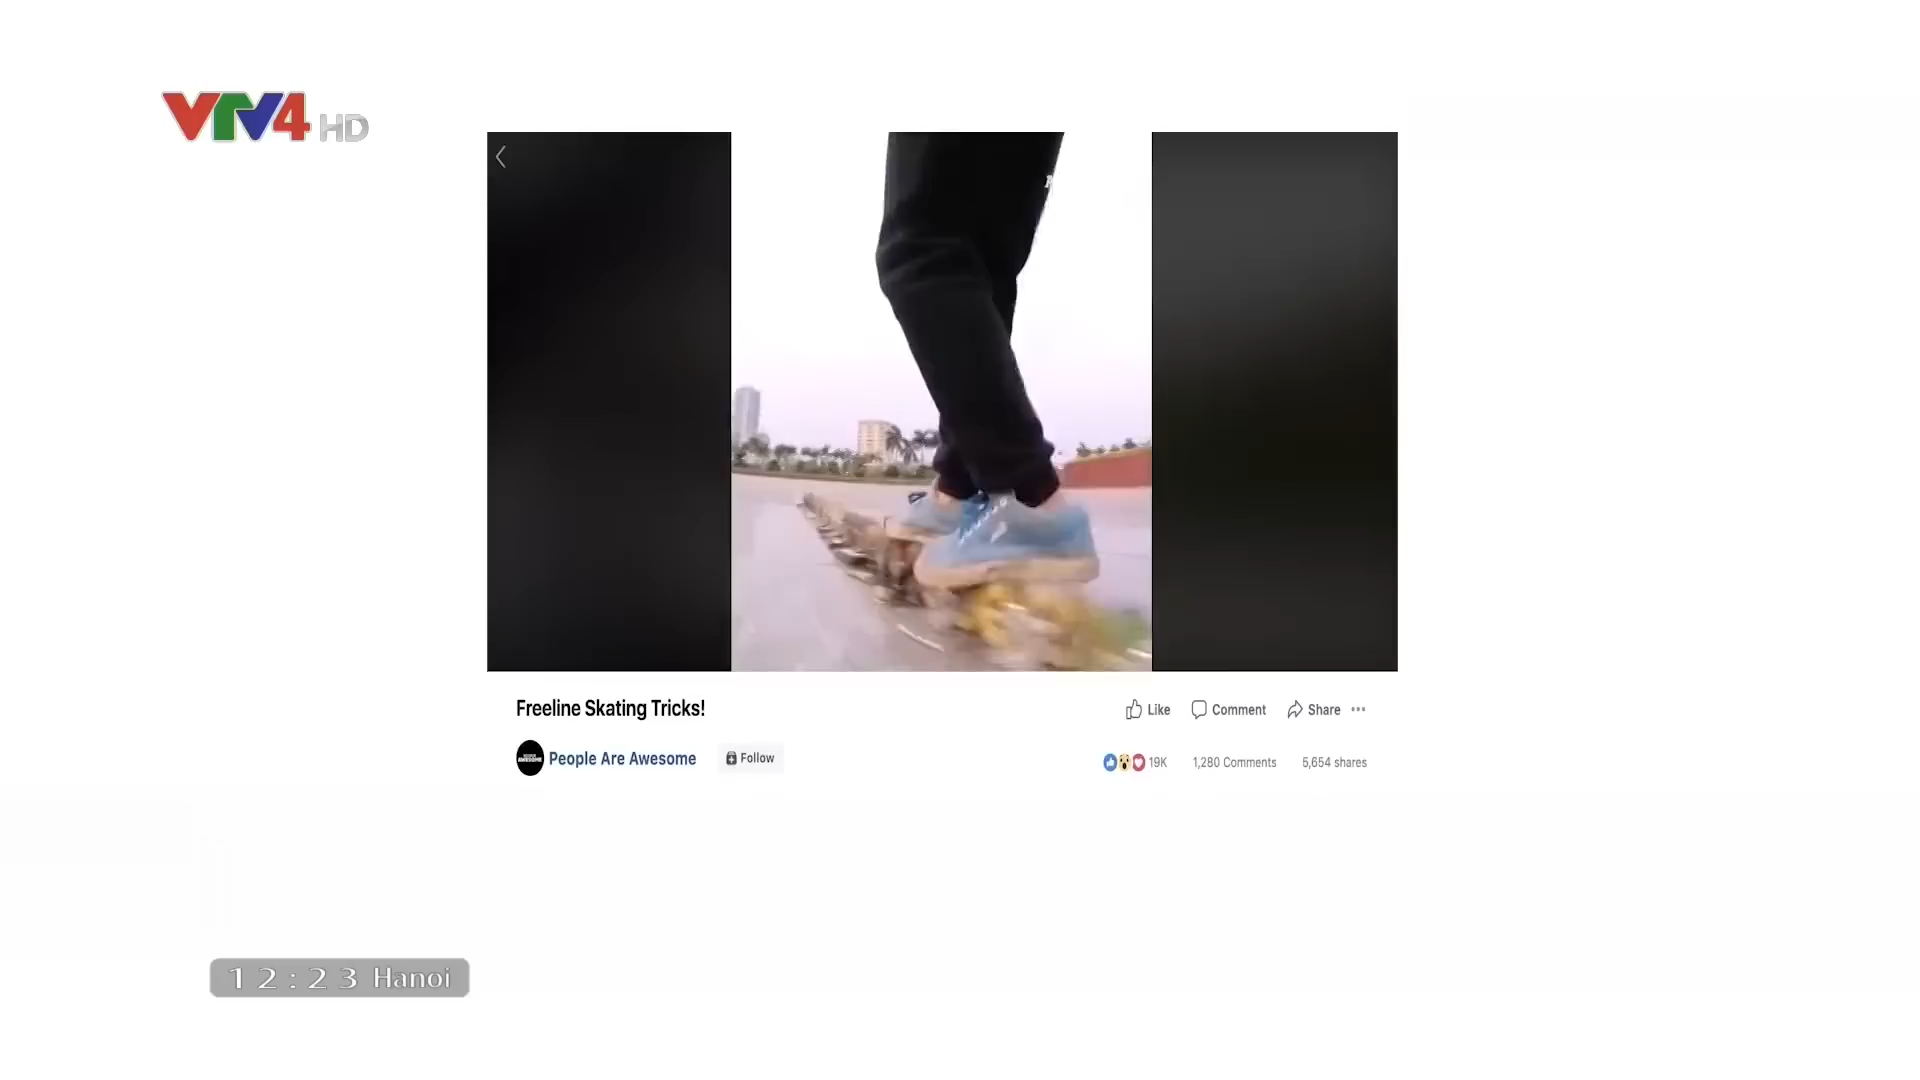 VTV4 HD
Freeline Skating Tricks!
Like Comment Share
People Are Awesome Follow
19K 1,280 Comments 5,654 shares
12:23 Hanoi